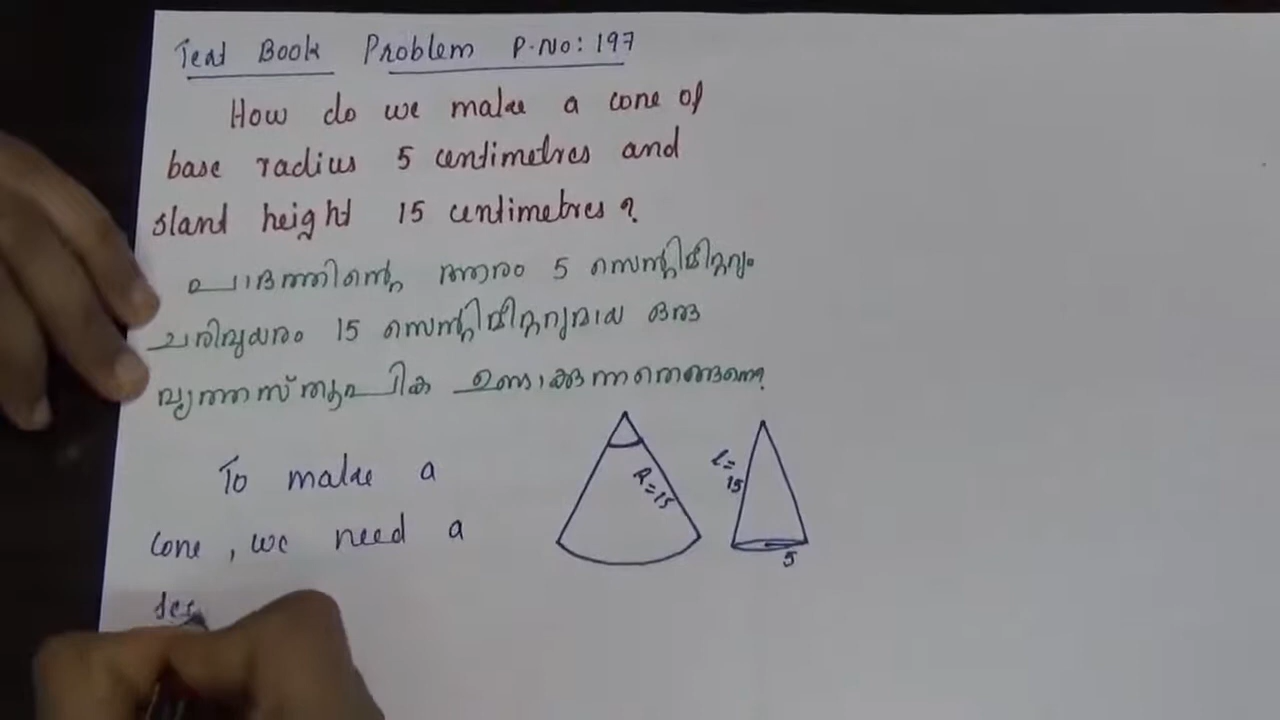 Text Book Problem P.No: 197
How do we make a cone of
base radius 5 centimetres and
slant height 15 centimetres?
പാദത്തിന്റെ ആരം 5 സെന്റിമീറ്ററും
ചരിവുയരം 15 സെന്റിമീറ്ററുമായ ഒരു
വൃത്തസ്തൂപിക ഉണ്ടാക്കുന്നതെങ്ങനെ?
To make a
cone, we need a
sec
R=15
l=
15
5